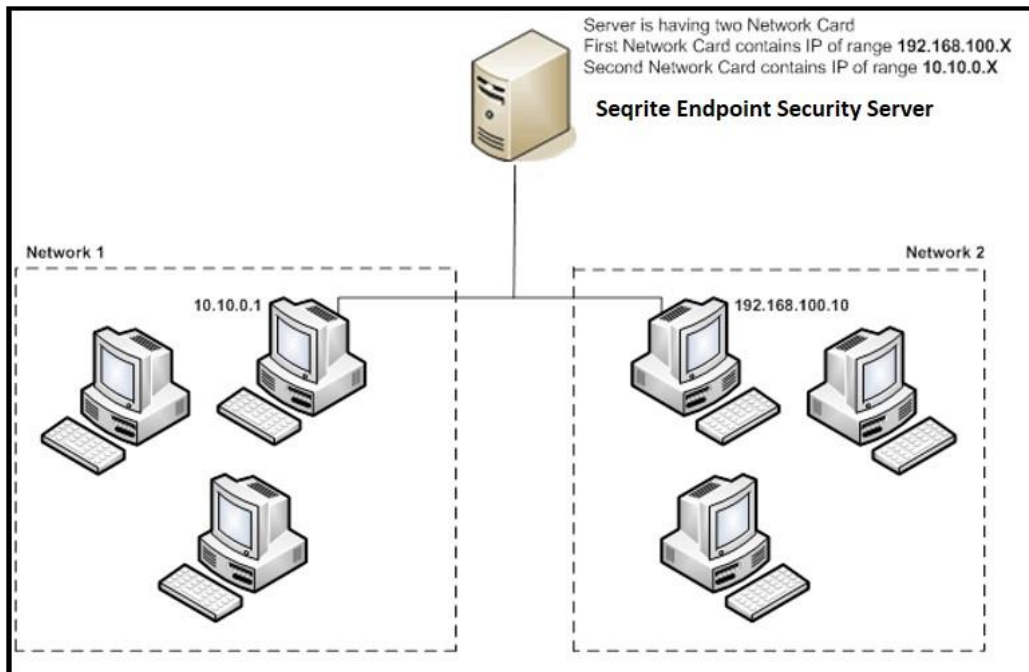 Server is having two Network Card
First Network Card contains IP of range 192.168.100.X
Second Network Card contains IP of range 10.10.0.X
Seqrite Endpoint Security Server
Network 1
Network 2
10.10.0.1
192.168.100.10